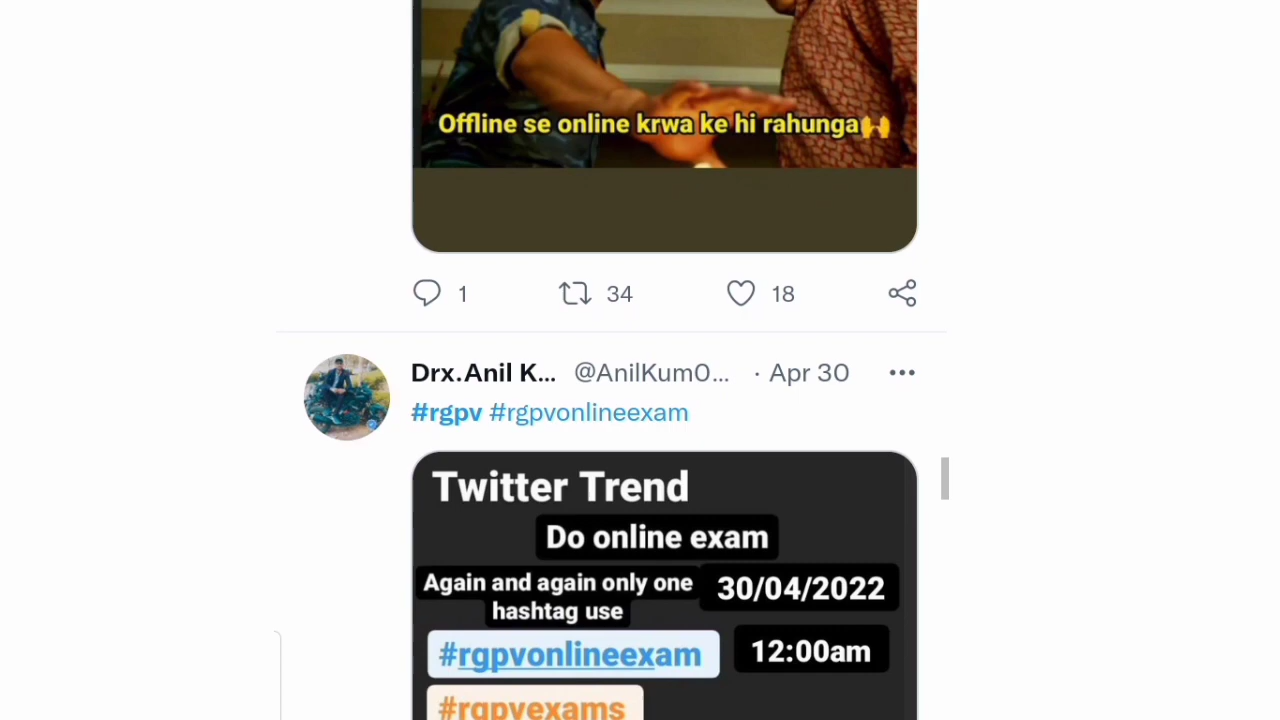 Offline se online krwa ke hi rahunga🙌
1 34 18
Drx.Anil K... @AnilKum0... · Apr 30
#rgpv #rgpvonlineexam
Twitter Trend
Do online exam
Again and again only one
hashtag use
30/04/2022
#rgpvonlineexam
12:00am
#rgpvexams